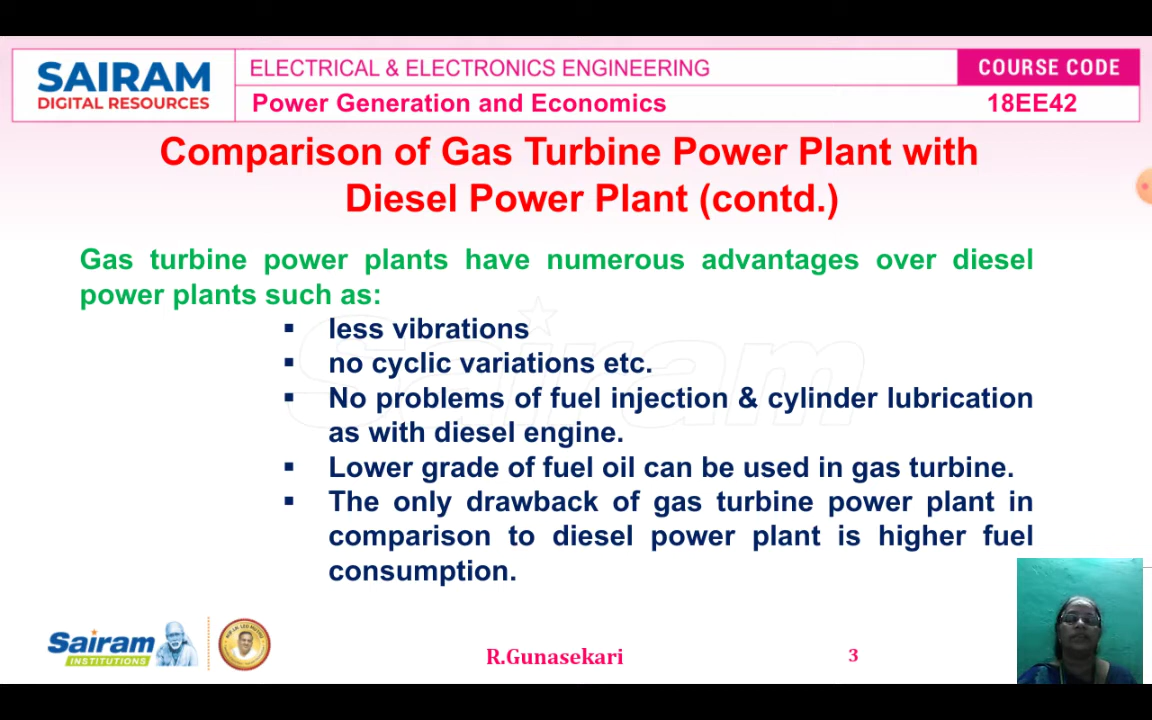 SAIRAM
DIGITAL RESOURCES
ELECTRICAL & ELECTRONICS ENGINEERING
COURSE CODE
Power Generation and Economics
18EE42
Comparison of Gas Turbine Power Plant with
Diesel Power Plant (contd.)
Gas turbine power plants have numerous advantages over diesel
power plants such as:
▪ less vibrations
▪ no cyclic variations etc.
▪ No problems of fuel injection & cylinder lubrication
as with diesel engine.
▪ Lower grade of fuel oil can be used in gas turbine.
▪ The only drawback of gas turbine power plant in
comparison to diesel power plant is higher fuel
consumption.
Sairam
Sairam
INSTITUTIONS
R.Gunasekari
3